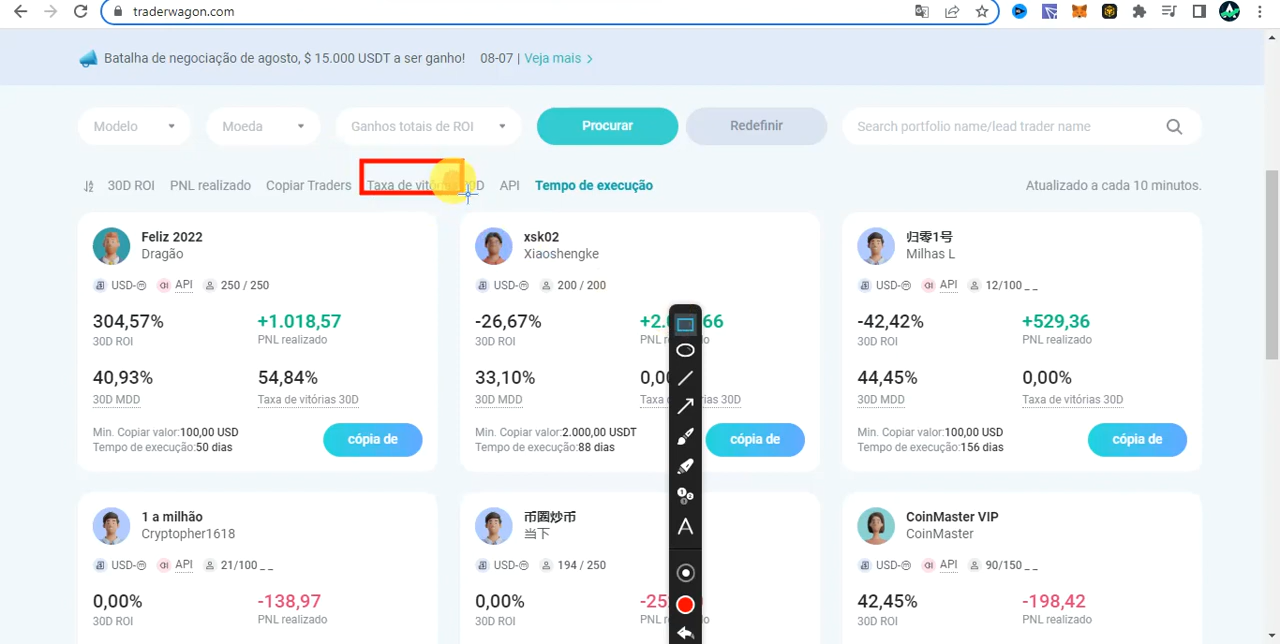 traderwagon.com
Batalha de negociação de agosto, $ 15.000 USDT a ser ganho! 08-07 | Veja mais >
Modelo Moeda Ganhos totais de ROI Procurar Redefinir Search portfolio name/lead trader name
30D ROI PNL realizado Copiar Traders Taxa de API Tempo de execução Atualizado a cada 10 minutos.
Feliz 2022 xsk02 归零1号
Dragão Xiaoshengke Milhas L
USD- API 250 / 250 USD- 200 / 200 USD- API 12/100 _ _
304,57% +1.018,57 -26,67% -42,42% +529,36
30D ROI PNL realizado 30D ROI 30D ROI PNL realizado
40,93% 54,84% 33,10% 44,45% 0,00%
30D MDD Taxa de vitórias 30D 30D MDD 30D 30D MDD Taxa de vitórias 30D
Min. Copiar valor:100,00 USD Min. Copiar valor:2.000,00 USDT Min. Copiar valor:100,00 USD
Tempo de execução:50 dias cópia de Tempo de execução:88 dias cópia de Tempo de execução:156 dias cópia de
1 a milhão 币圈炒币 CoinMaster VIP
Cryptopher1618 当下 CoinMaster
USD- API 21/100 _ _ USD- 194 / 250 USD- API 90/150 _ _
0,00% -138,97 0,00% 42,45% -198,42
30D ROI PNL realizado 30D ROI 30D ROI PNL realizado